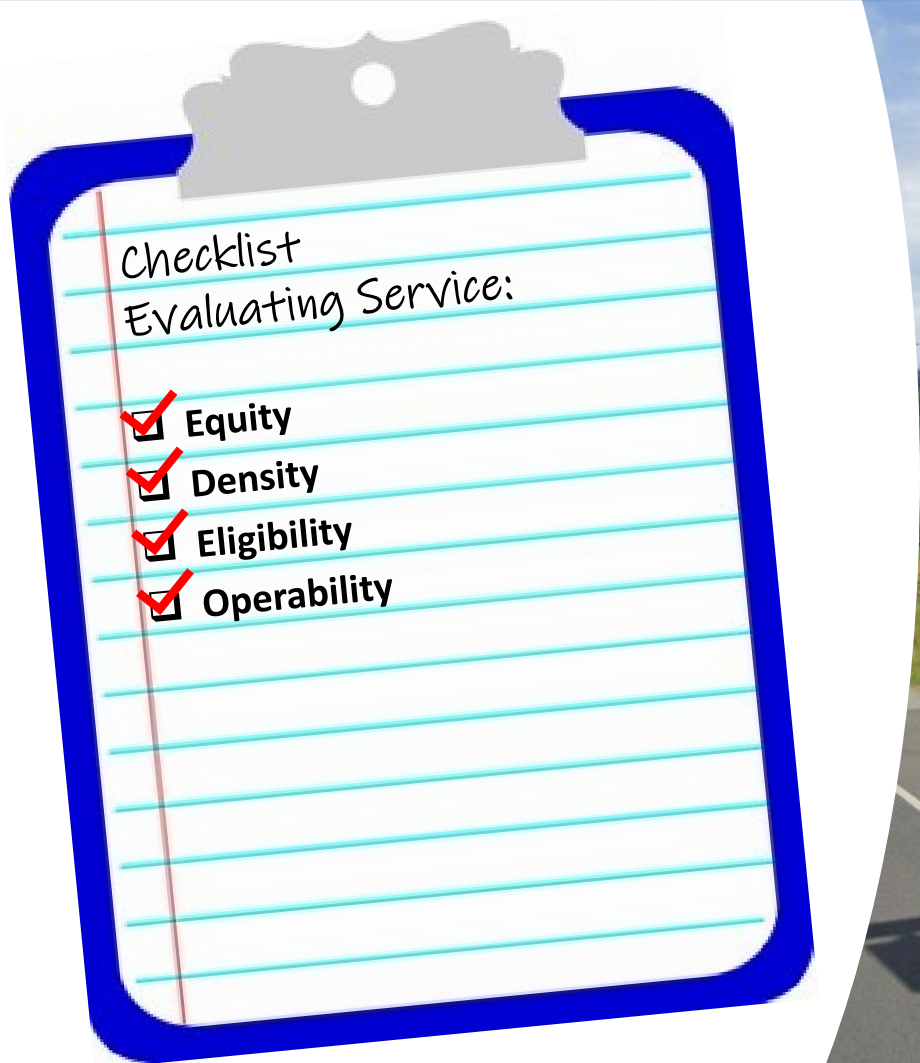 Checklist
Evaluating Service:
Equity
Density
Eligibility
Operability